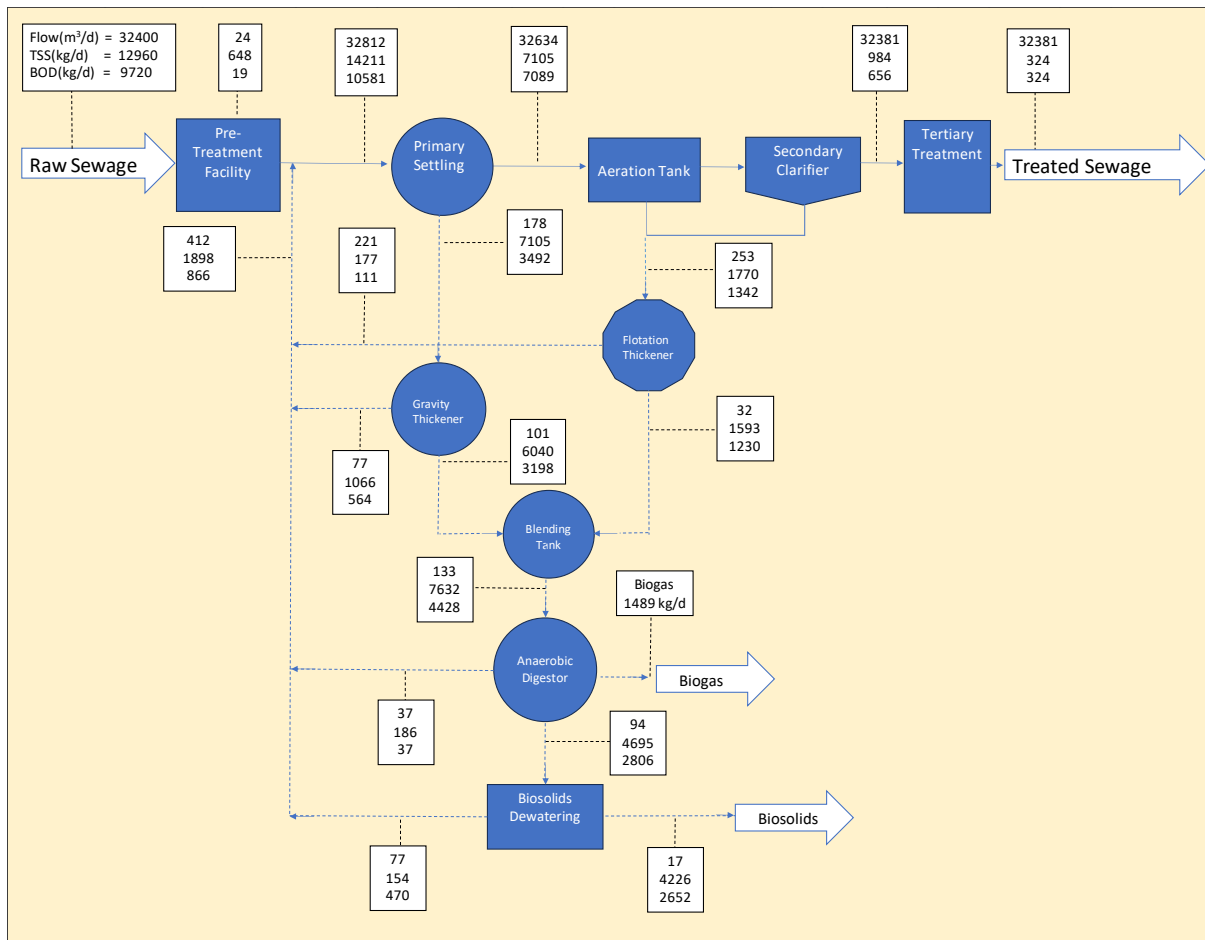 Flow(m³/d) = 32400
TSS(kg/d) = 12960
BOD(kg/d) = 9720
24
648
19
32812
14211
10581
32634
7105
7089
32381
984
656
32381
324
324
Raw Sewage
Pre-
Treatment
Facility
Primary
Settling
Aeration Tank
Secondary
Clarifier
Tertiary
Treatment
Treated Sewage
412
1898
866
221
177
111
178
7105
3492
253
1770
1342
Flotation
Thickener
Gravity
Thickener
77
1066
564
101
6040
3198
32
1593
1230
Blending
Tank
133
7632
4428
Biogas
1489 kg/d
Anaerobic
Digestor
Biogas
37
186
37
94
4695
2806
Biosolids
Dewatering
Biosolids
77
154
470
17
4226
2652